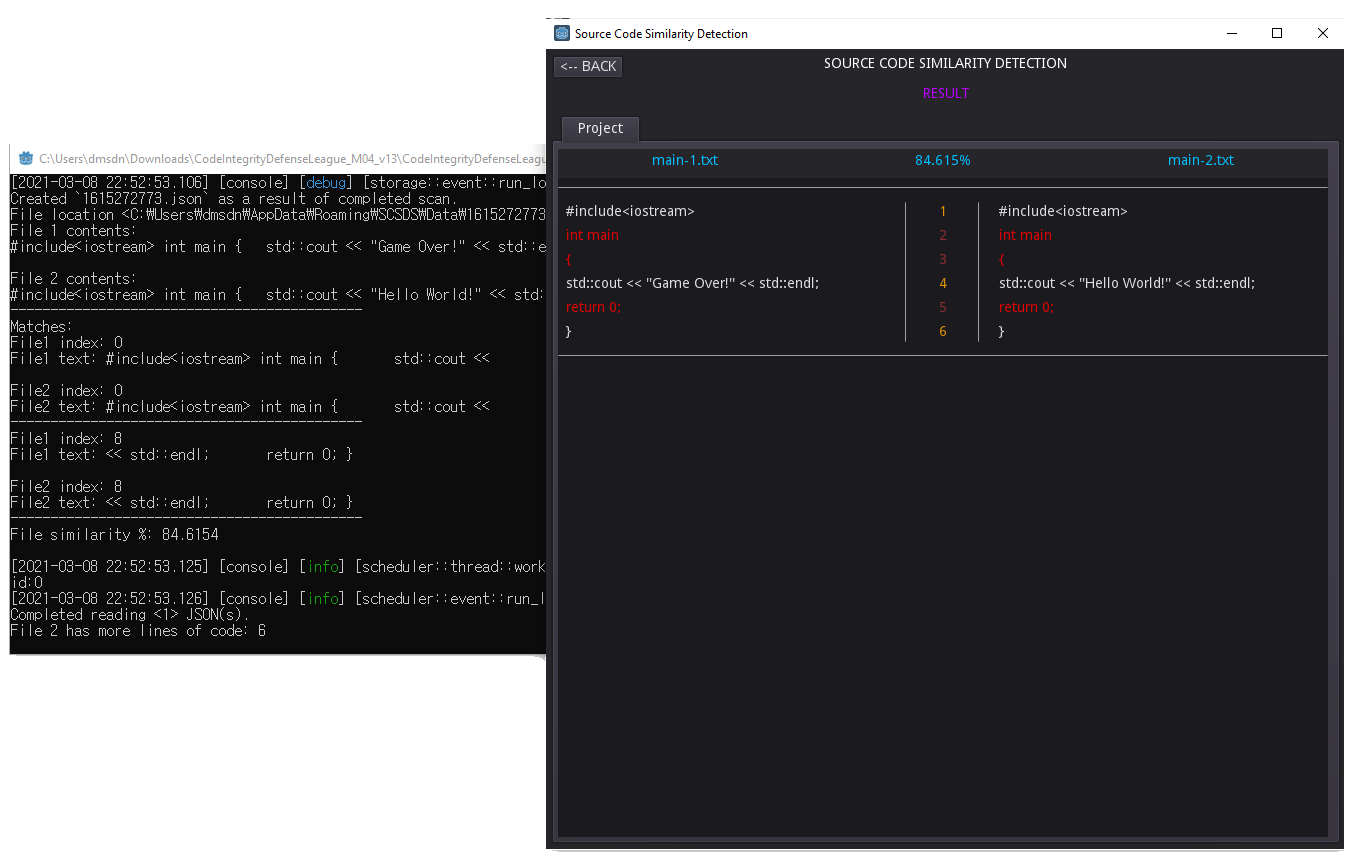 C:\Users\dmsdn\Downloads\CodeIntegrityDefenseLeague_M04_v13\CodeIntegrityDefenseLeagu
[2021-03-08 22:52:53.106] [console] [debug] [storage::event::run_lo
Created `1615272773.json` as a result of completed scan.
File location <C:₩Users₩dmsdn₩AppData₩Roaming₩SCSDS₩Data₩1615272773
File 1 contents:
#include<iostream> int main { std::cout << "Game Over!" << std::e
File 2 contents:
#include<iostream> int main { std::cout << "Hello World!" << std:
--------------------------------------------
Matches:
File1 index: 0
File1 text: #include<iostream> int main { std::cout <<
File2 index: 0
File2 text: #include<iostream> int main { std::cout <<
--------------------------------------------
File1 index: 8
File1 text: << std::endl; return 0; }
File2 index: 8
File2 text: << std::endl; return 0; }
--------------------------------------------
File similarity %: 84.6154
[2021-03-08 22:52:53.125] [console] [info] [scheduler::thread::work
id:0
[2021-03-08 22:52:53.126] [console] [info] [scheduler::event::run_l
Completed reading <1> JSON(s).
File 2 has more lines of code: 6
Source Code Similarity Detection
<-- BACK
SOURCE CODE SIMILARITY DETECTION
RESULT
Project
main-1.txt 84.615% main-2.txt
#include<iostream> 1 #include<iostream>
int main 2 int main
{ 3 {
std::cout << "Game Over!" << std::endl; 4 std::cout << "Hello World!" << std::endl;
return 0; 5 return 0;
} 6 }